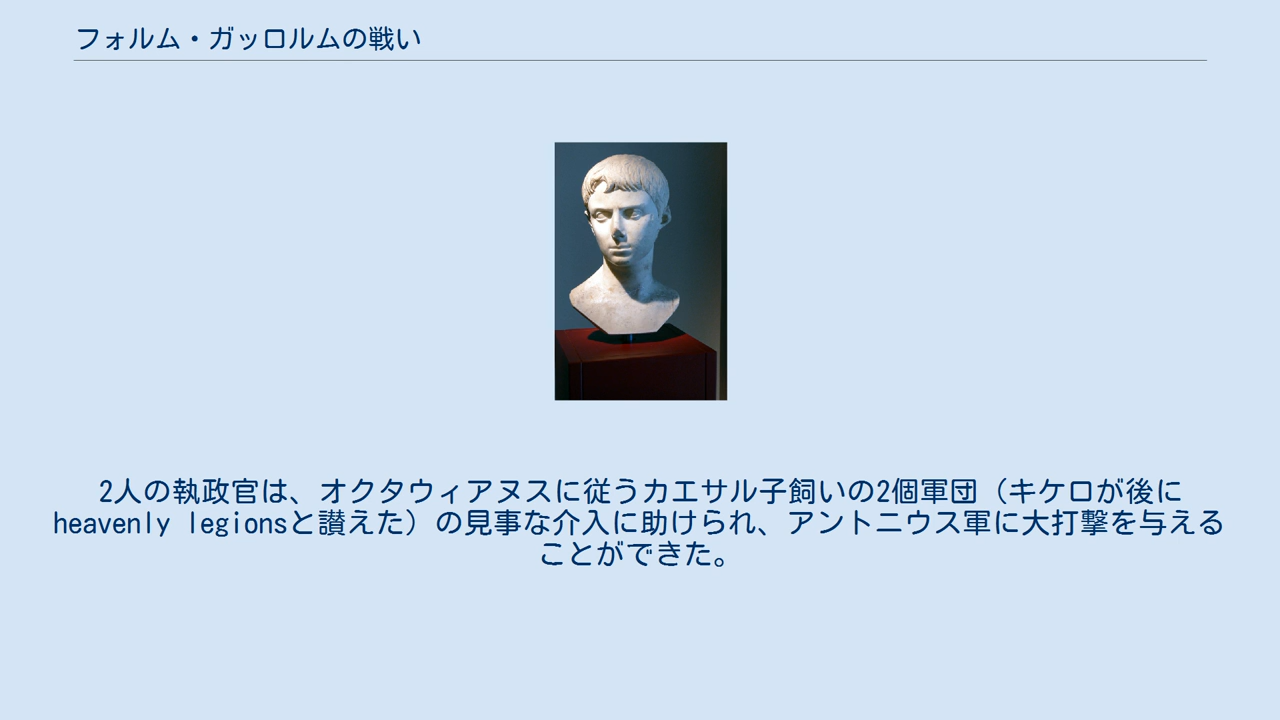 フォルム・ガッロルムの戦い
2人の執政官は、オクタウィアヌスに従うカエサル子飼いの2個軍団（キケロが後に
heavenly legionsと讃えた）の見事な介入に助けられ、アントニウス軍に大打撃を与える
ことができた。